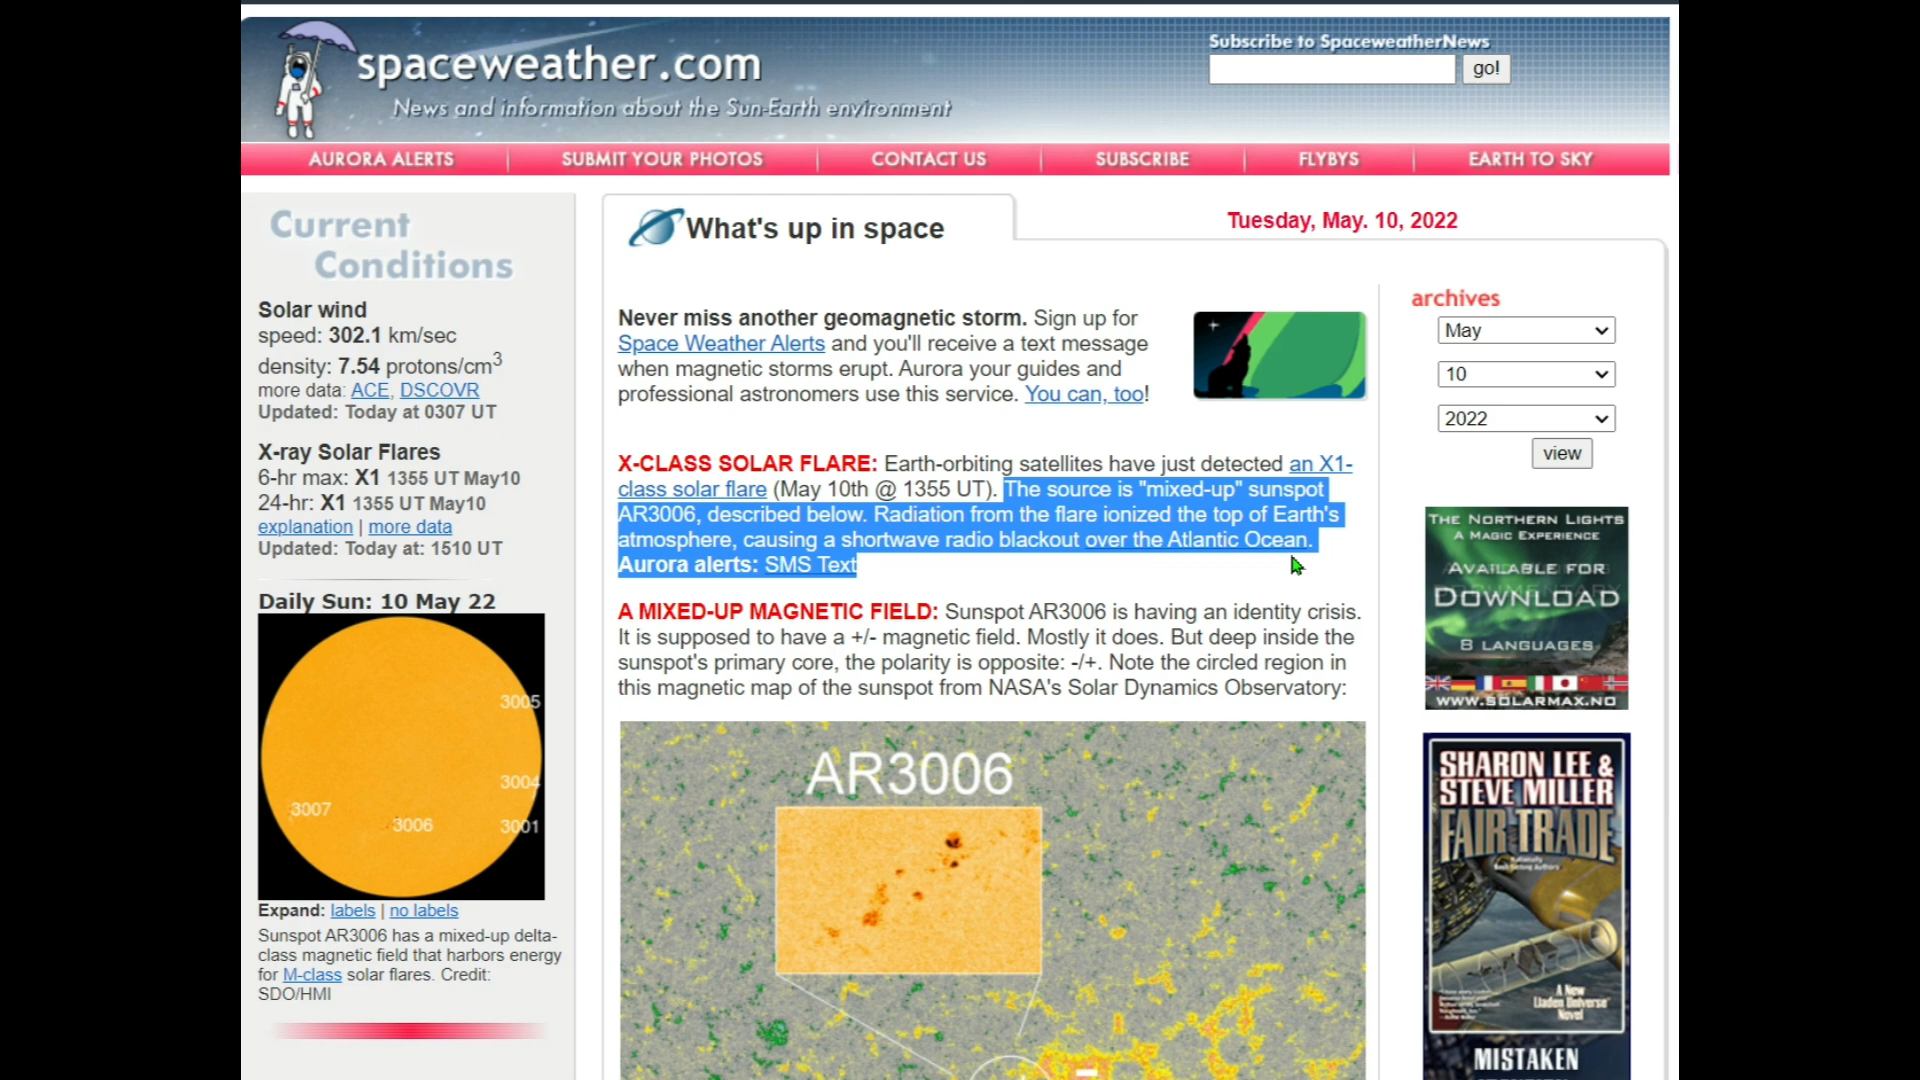 spaceweather.com
News and information about the Sun-Earth environment
Subscribe to SpaceweatherNews
go!
AURORA ALERTS
SUBMIT YOUR PHOTOS
CONTACT US
SUBSCRIBE
FLYBYS
EARTH TO SKY
Current
Conditions
Solar wind
speed: 302.1 km/sec
density: 7.54 protons/cm3
more data: ACE, DSCOVR
Updated: Today at 0307 UT
X-ray Solar Flares
6-hr max: X1 1355 UT May10
24-hr: X1 1355 UT May10
explanation | more data
Updated: Today at: 1510 UT
Daily Sun: 10 May 22
3005
3004
3007
3006
3001
Expand: labels | no labels
Sunspot AR3006 has a mixed-up delta-
class magnetic field that harbors energy
for M-class solar flares. Credit:
SDO/HMI
What's up in space
Tuesday, May. 10, 2022
Never miss another geomagnetic storm. Sign up for
Space Weather Alerts and you'll receive a text message
when magnetic storms erupt. Aurora your guides and
professional astronomers use this service. You can, too!
X-CLASS SOLAR FLARE: Earth-orbiting satellites have just detected an X1-
class solar flare (May 10th @ 1355 UT). The source is "mixed-up" sunspot
AR3006, described below. Radiation from the flare ionized the top of Earth's
atmosphere, causing a shortwave radio blackout over the Atlantic Ocean.
Aurora alerts: SMS Text
A MIXED-UP MAGNETIC FIELD: Sunspot AR3006 is having an identity crisis.
It is supposed to have a +/- magnetic field. Mostly it does. But deep inside the
sunspot's primary core, the polarity is opposite: -/+. Note the circled region in
this magnetic map of the sunspot from NASA's Solar Dynamics Observatory:
AR3006
archives
May
10
2022
view
THE NORTHERN LIGHTS
A MAGIC EXPERIENCE
AVAILABLE FOR
DOWNLOAD
8 LANGUAGES
WWW.SOLARMAX.NO
SHARON LEE &
STEVE MILLER
FAIR TRADE
A New
Liaden Universe
Novel
MISTAKEN